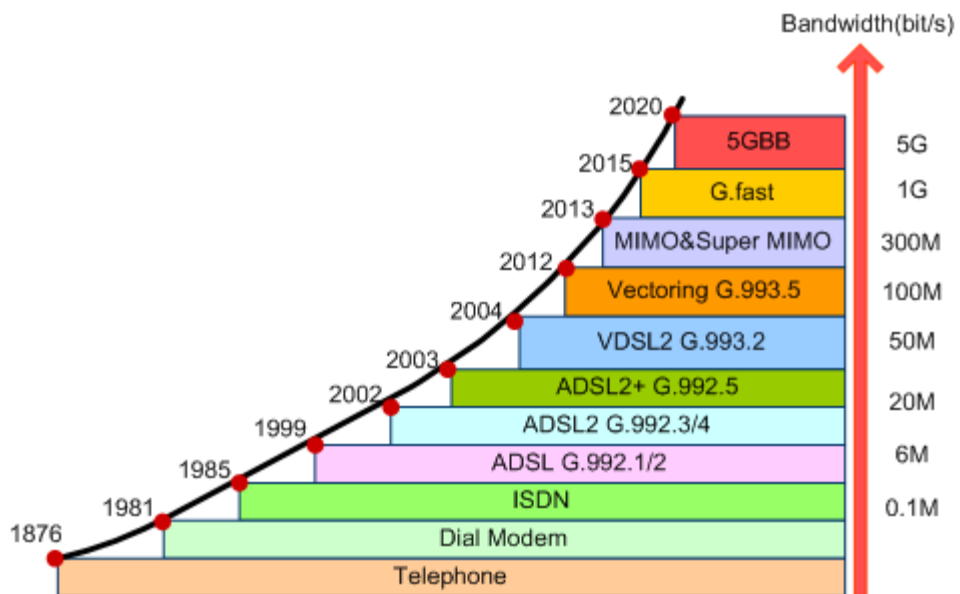 Bandwidth(bit/s)
2020
5GBB
5G
2015
G.fast
1G
2013
MIMO&Super MIMO
300M
2012
Vectoring G.993.5
100M
2004
VDSL2 G.993.2
50M
2003
ADSL2+ G.992.5
20M
2002
ADSL2 G.992.3/4
1999
ADSL G.992.1/2
6M
1985
ISDN
0.1M
1981
Dial Modem
1876
Telephone